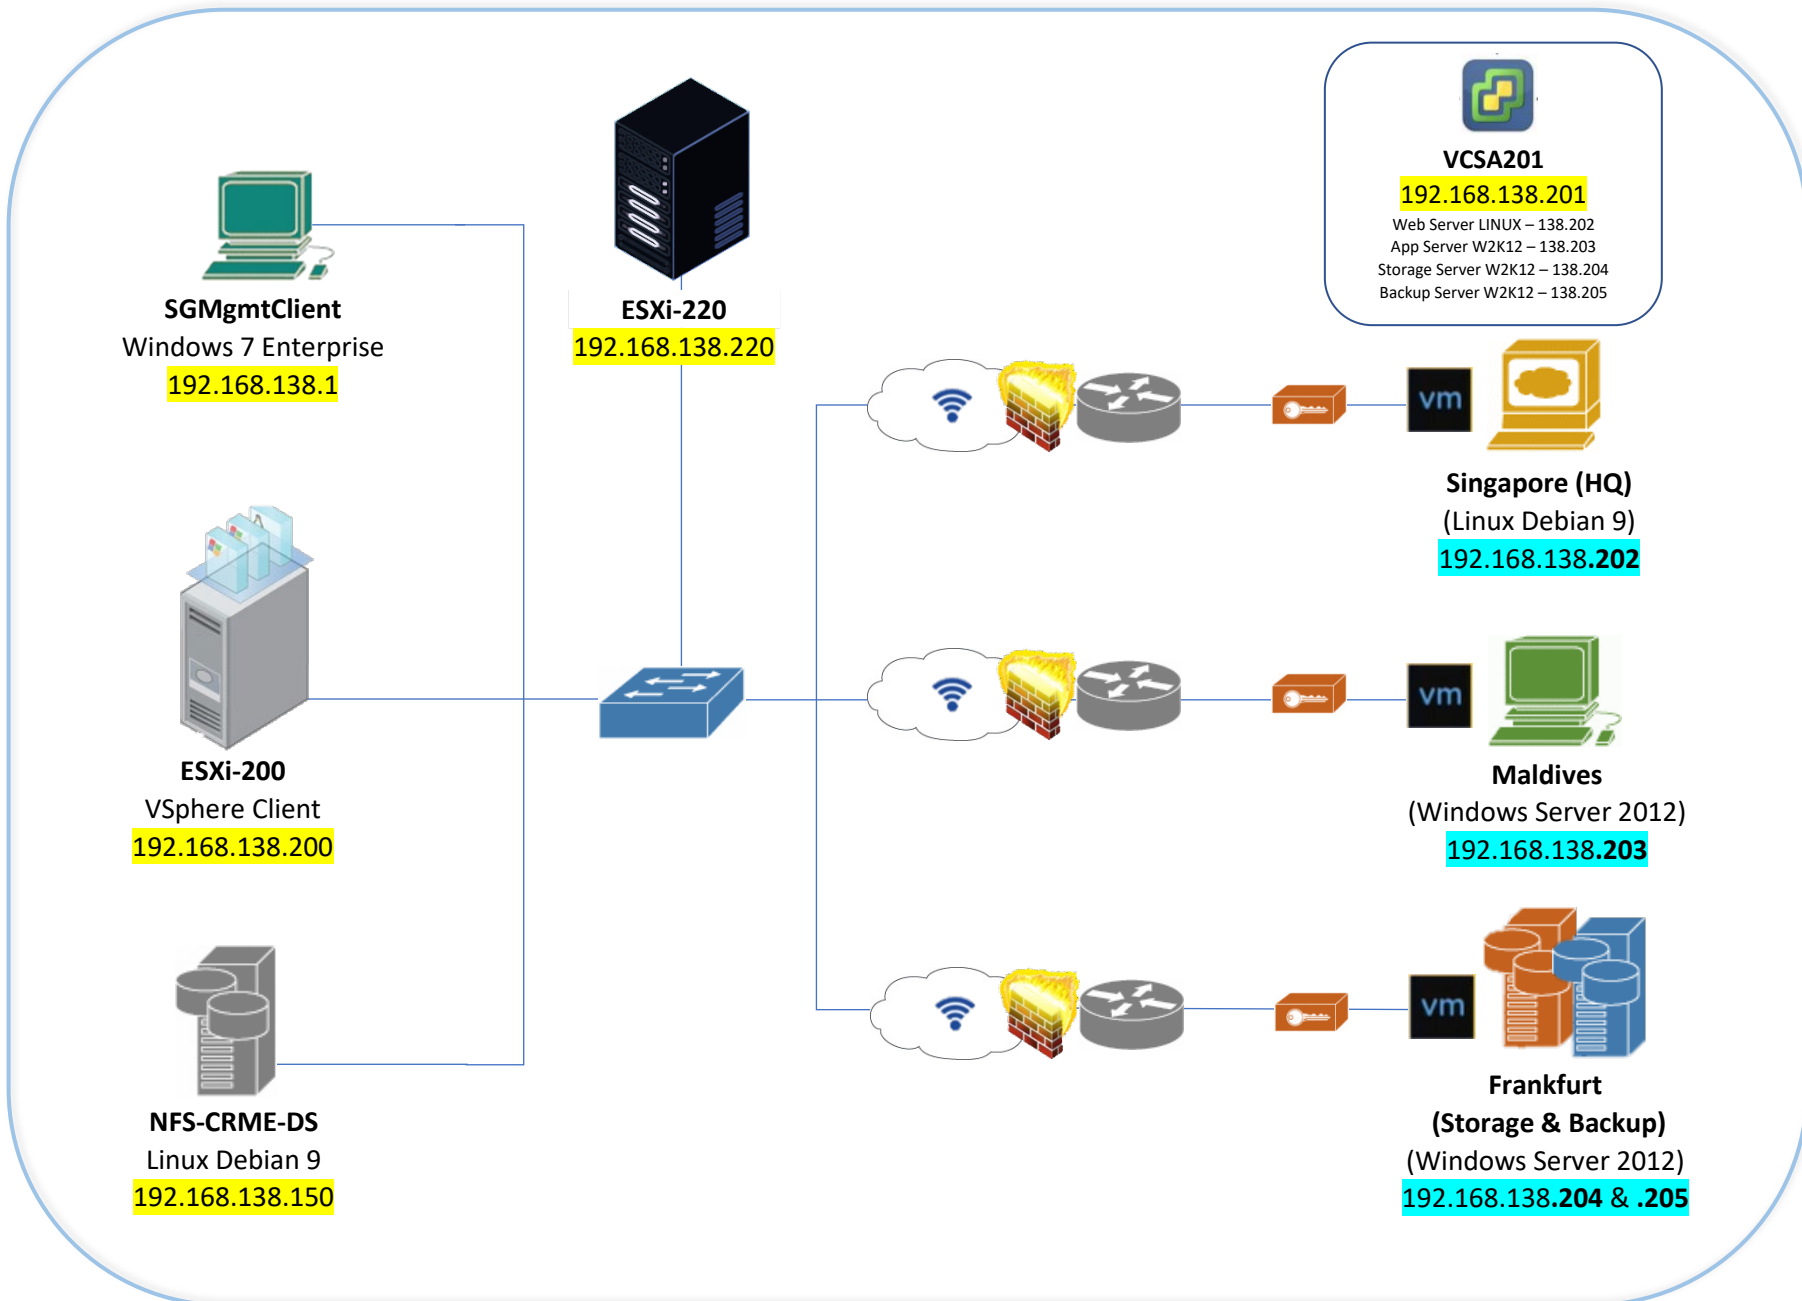 VCSA201
192.168.138.201
Web Server LINUX – 138.202
App Server W2K12 – 138.203
Storage Server W2K12 – 138.204
Backup Server W2K12 – 138.205
SGMgmtClient
Windows 7 Enterprise
192.168.138.1
ESXi-220
192.168.138.220
vm
Singapore (HQ)
(Linux Debian 9)
192.168.138.202
ESXi-200
VSphere Client
192.168.138.200
vm
Maldives
(Windows Server 2012)
192.168.138.203
NFS-CRME-DS
Linux Debian 9
192.168.138.150
vm
Frankfurt
(Storage & Backup)
(Windows Server 2012)
192.168.138.204 & .205